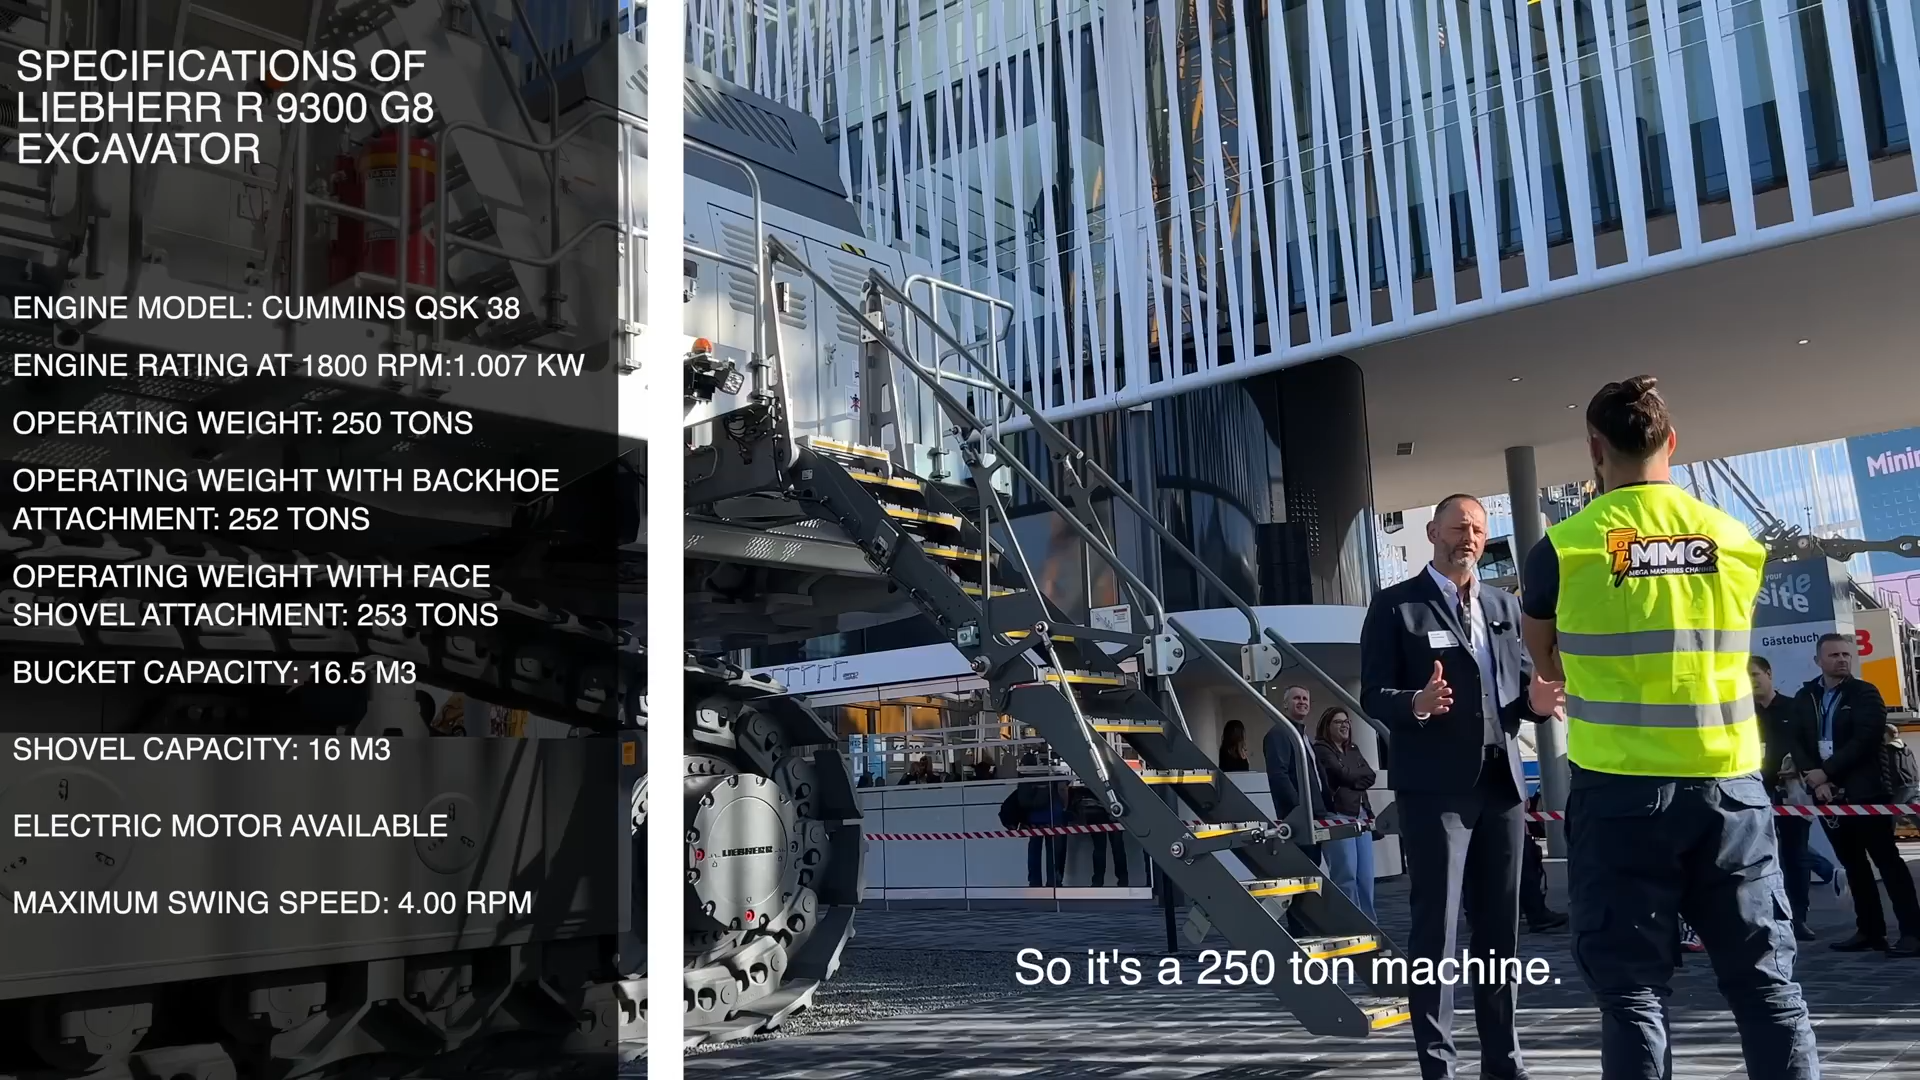 SPECIFICATIONS OF
LIEBHERR R 9300 G8
EXCAVATOR
ENGINE MODEL: CUMMINS QSK 38
ENGINE RATING AT 1800 RPM:1.007 KW
OPERATING WEIGHT: 250 TONS
OPERATING WEIGHT WITH BACKHOE
ATTACHMENT: 252 TONS
OPERATING WEIGHT WITH FACE
SHOVEL ATTACHMENT: 253 TONS
BUCKET CAPACITY: 16.5 M3
SHOVEL CAPACITY: 16 M3
ELECTRIC MOTOR AVAILABLE
MAXIMUM SWING SPEED: 4.00 RPM
MMC
MEGA MACHINES CHANNEL
your
site
Gästebuch
LIEBHERR
So it's a 250 ton machine.